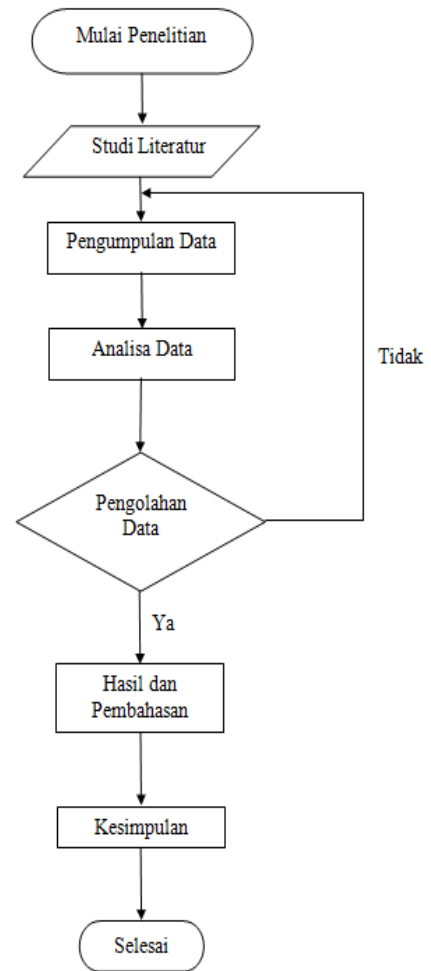 Mulai Penelitian
Studi Literatur
Pengumpulan Data
Analisa Data
Tidak
Pengolahan
Data
Ya
Hasil dan
Pembahasan
Kesimpulan
Selesai